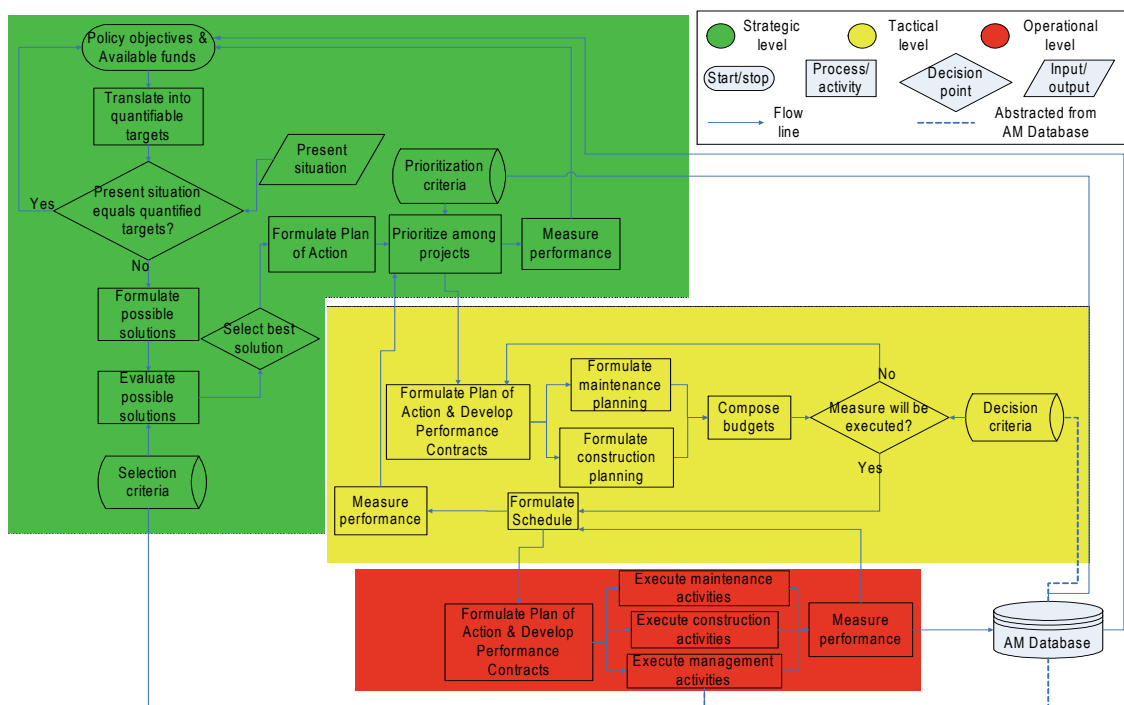 Policy objectives &
Available funds
Translate into
quantifiable
targets
Present
situation
Yes
Present situation
equals quantified
targets?
No
Formulate
possible
solutions
Evaluate
possible
solutions
Selection
criteria
Select best
solution
Formulate Plan
of Action
Prioritization
criteria
Prioritize among
projects
Measure
performance
Strategic
level
Tactical
level
Operational
level
Start/stop
Process/
activity
Decision
point
Input/
output
Flow
line
Abstracted from
AM Database
Formulate Plan of
Action & Develop
Performance
Contracts
Formulate
maintenance
planning
Formulate
construction
planning
Compose
budgets
No
Measure will be
executed?
Yes
Decision
criteria
Formulate
Schedule
Measure
performance
Formulate Plan of
Action & Develop
Performance
Contracts
Execute maintenance
activities
Execute construction
activities
Execute management
activities
Measure
performance
AM Database